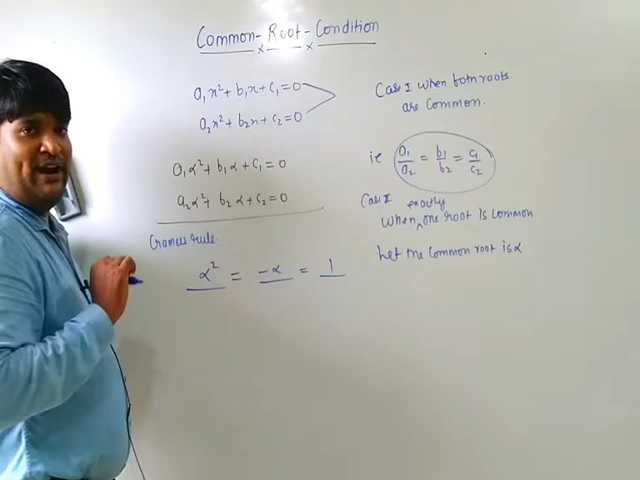 Common-Root-Condition
a₁x²+b₁x+c₁=0
a₂x²+b₂x+c₂=0
a₁α²+b₁α+c₁=0
a₂α²+b₂α+c₂=0
Cramers rule.
α² = -α = 1
Case I when both roots
are Common.
ie a₁/a₂ = b₁/b₂ = c₁/c₂
Case I
when exactly one root is common
Let the common root is α